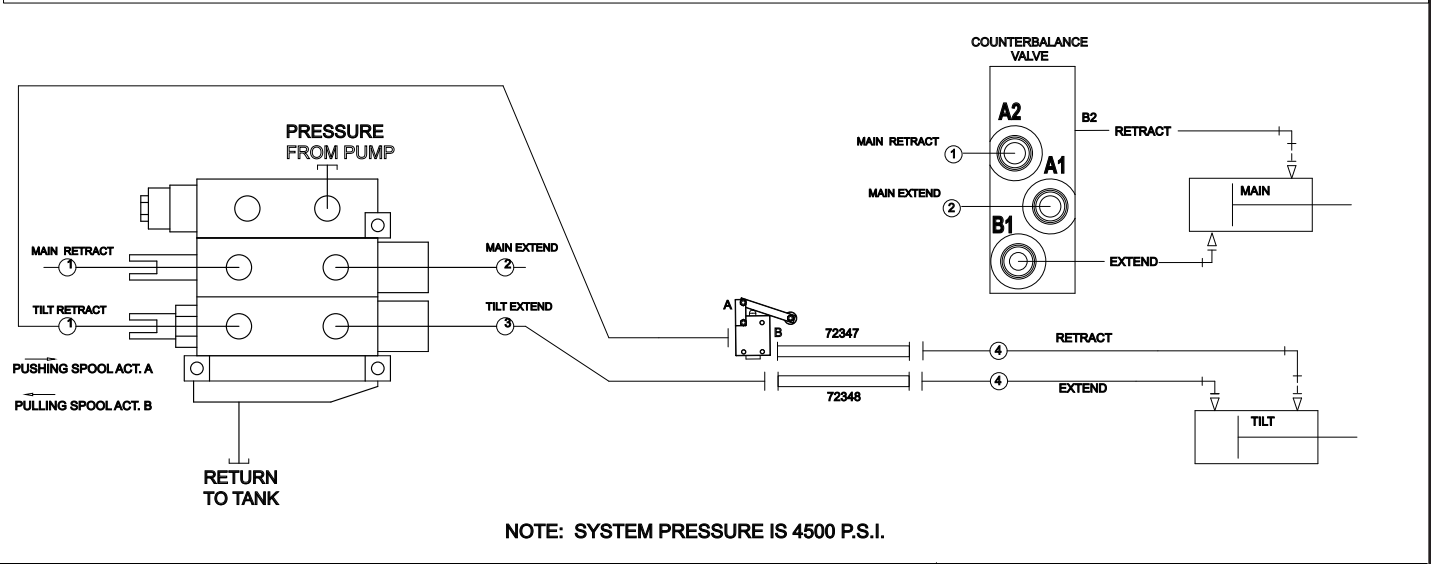 COUNTERBALANCE
VALVE
A2
B2
RETRACT
PRESSURE
FROM PUMP
MAIN RETRACT
1
A1
MAIN
MAIN EXTEND
2
B1
EXTEND
MAIN RETRACT
1
MAIN EXTEND
2
TILT RETRACT
1
TILT EXTEND
3
A
B
72347
4
RETRACT
PUSHING SPOOL ACT. A
PULLING SPOOL ACT. B
72348
4
EXTEND
TILT
RETURN
TO TANK
NOTE: SYSTEM PRESSURE IS 4500 P.S.I.